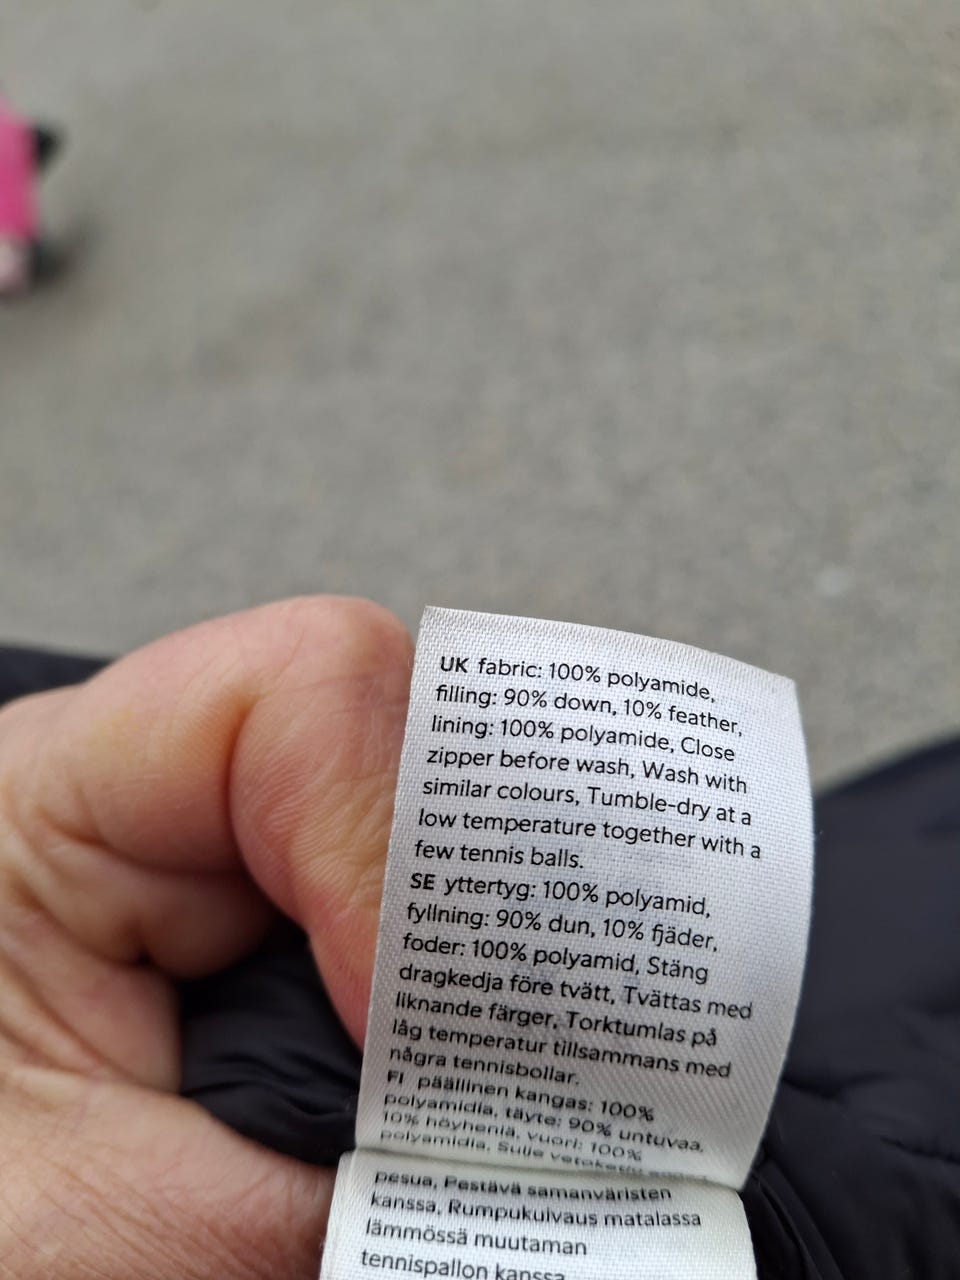 UK fabric: 100% polyamide,
filling: 90% down, 10% feather,
lining: 100% polyamide, Close
zipper before wash, Wash with
similar colours, Tumble-dry at a
low temperature together with a
few tennis balls.
SE yttertyg: 100% polyamid,
fyllning: 90% dun, 10% fjäder,
foder: 100% polyamid, Stäng
dragkedja före tvätt, Tvättas med
liknande färger, Torktumlas på
låg temperatur tillsammans med
några tennisbollar.
FI päällinen kangas: 100%
polyamidia, täyte: 90% untuvaa,
10% höyheniä, vuori: 100%
polyamidia, Sulje
pesua, Pestävä samanväristen
kanssa, Rumpukuivaus matalassa
lämmössä muutaman
tennispallon kanssa